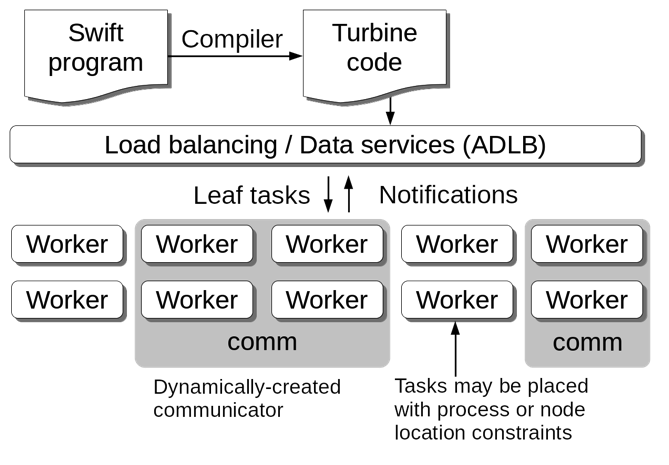 Swift
program
Compiler
Turbine
code
Load balancing / Data services (ADLB)
Leaf tasks
Notifications
Worker Worker Worker Worker Worker
Worker Worker Worker Worker Worker
comm
comm
Dynamically-created
communicator
Tasks may be placed
with process or node
location constraints